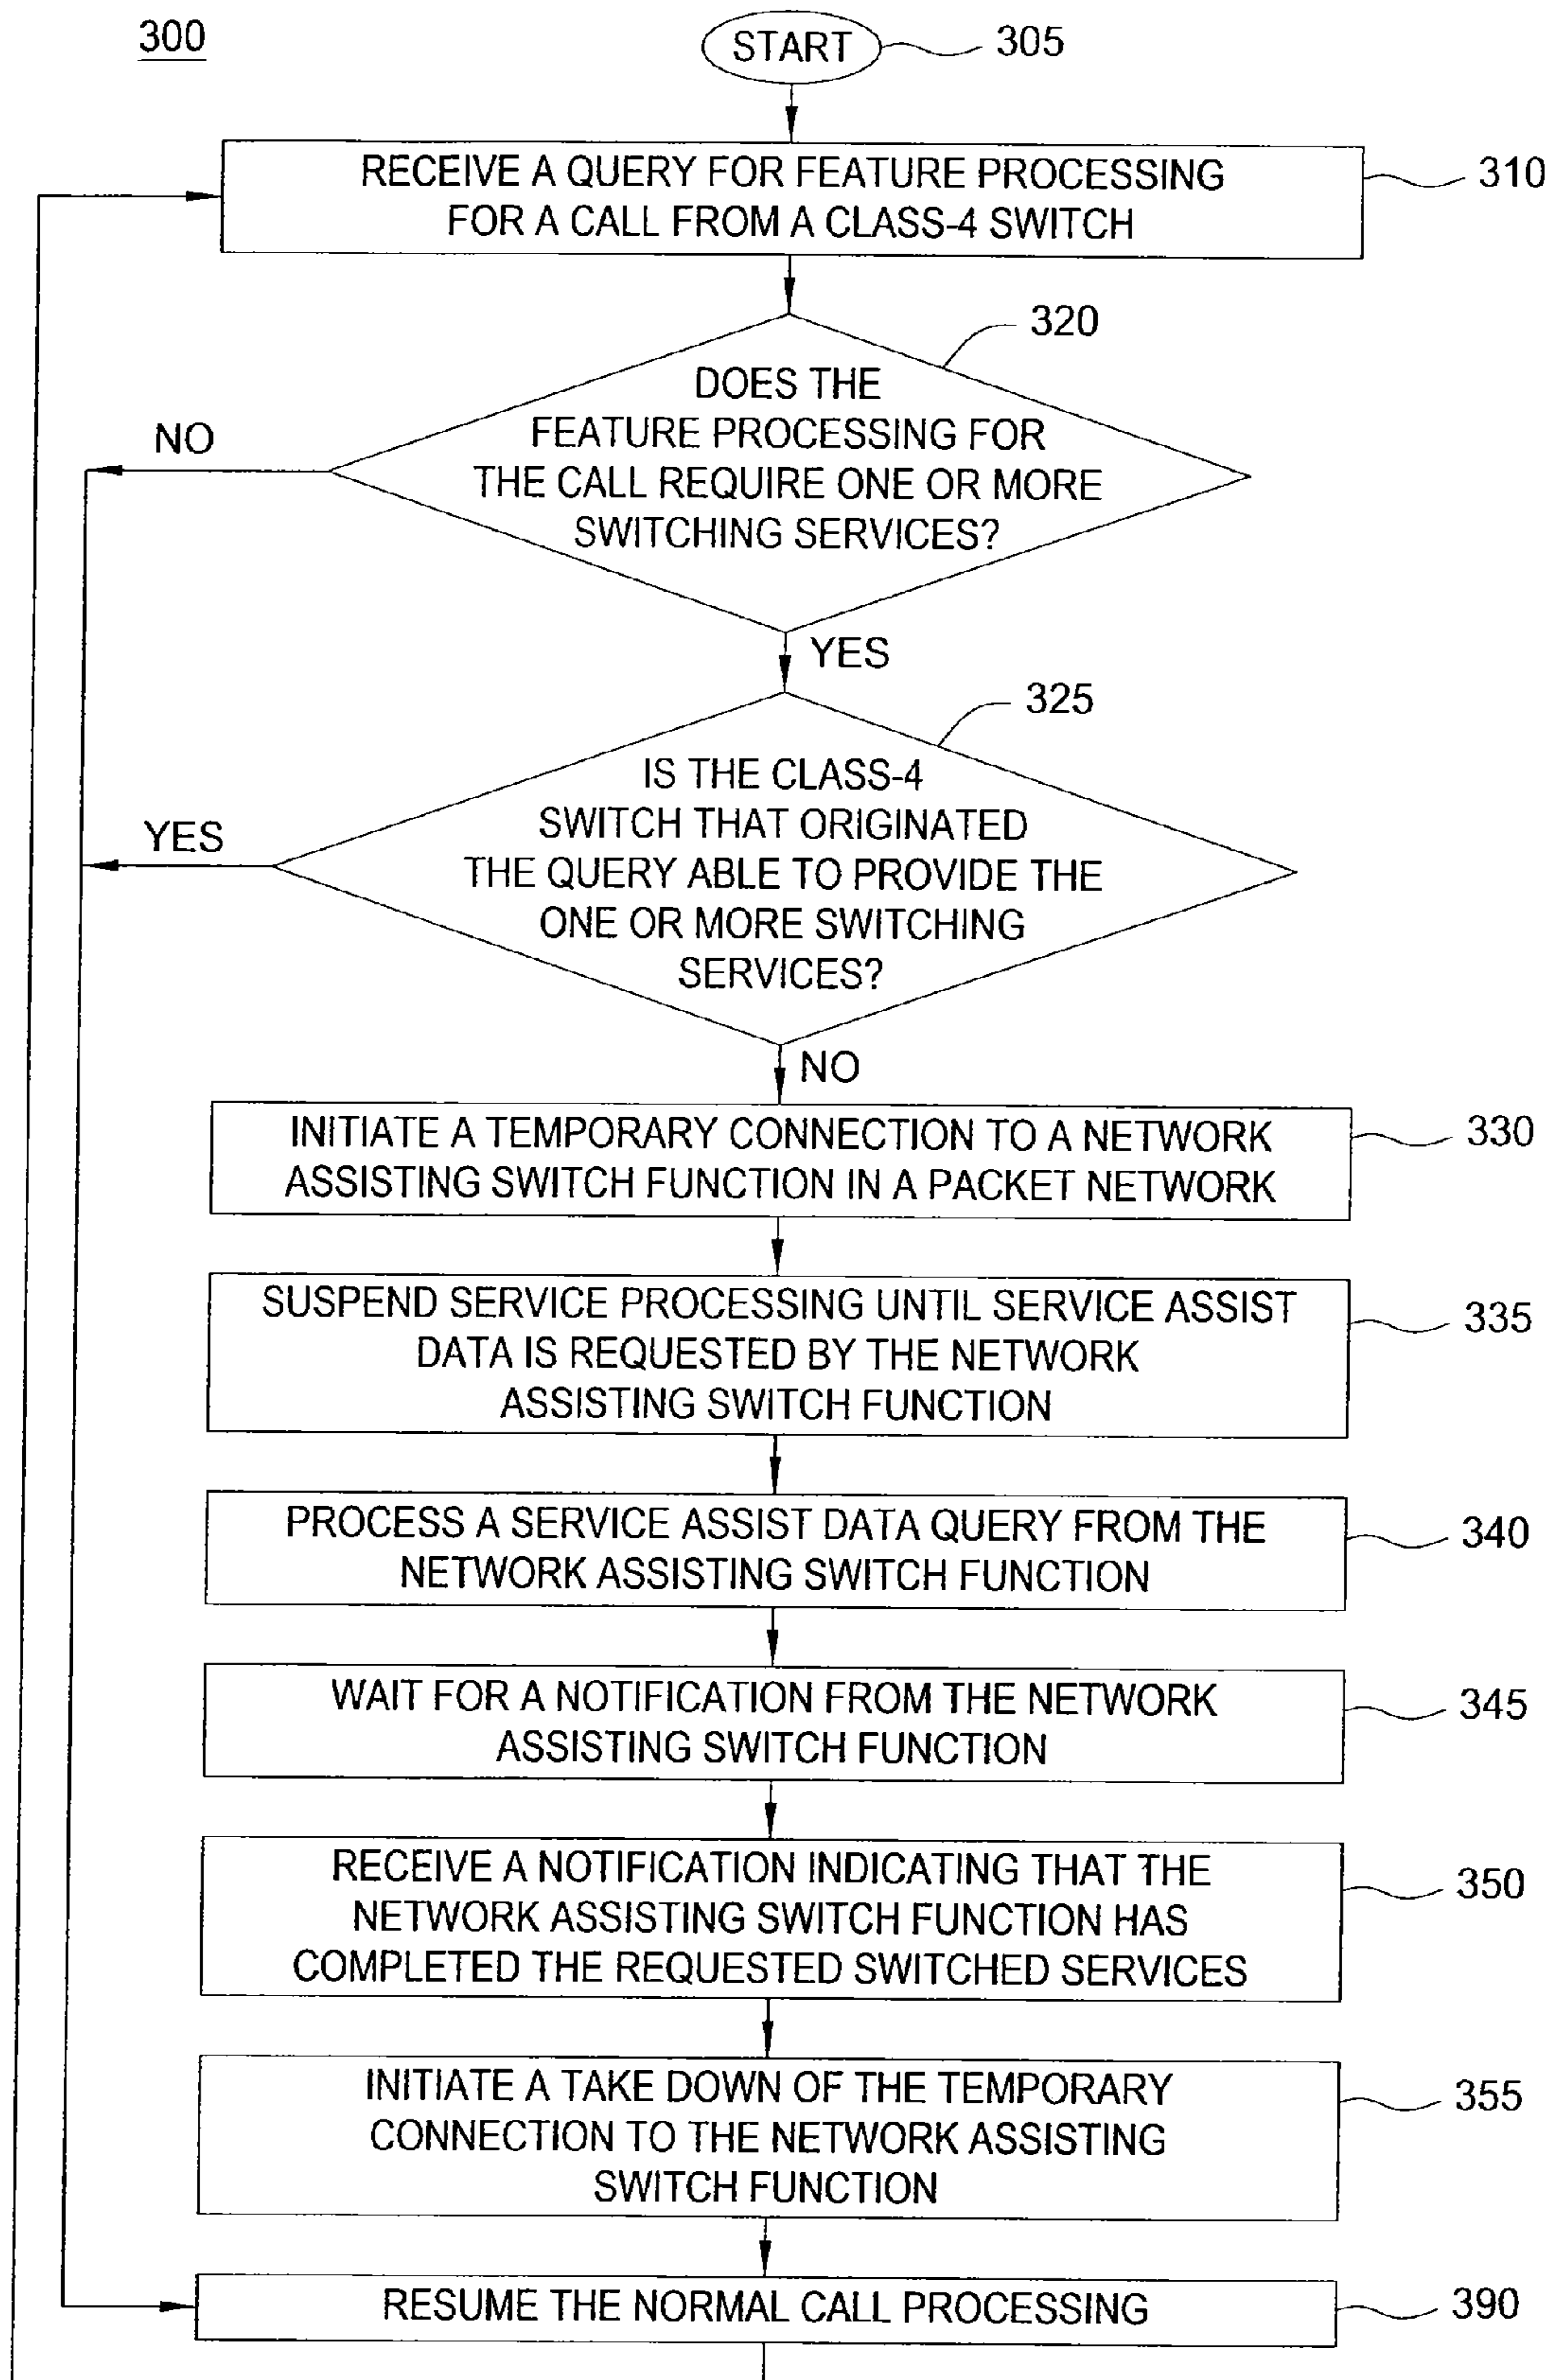 300
START
305
RECEIVE A QUERY FOR FEATURE PROCESSING
FOR A CALL FROM A CLASS-4 SWITCH
310
320
DOES THE
FEATURE PROCESSING FOR
THE CALL REQUIRE ONE OR MORE
SWITCHING SERVICES?
NO
YES
325
IS THE CLASS-4
SWITCH THAT ORIGINATED
THE QUERY ABLE TO PROVIDE THE
ONE OR MORE SWITCHING
SERVICES?
YES
NO
INITIATE A TEMPORARY CONNECTION TO A NETWORK
ASSISTING SWITCH FUNCTION IN A PACKET NETWORK
330
SUSPEND SERVICE PROCESSING UNTIL SERVICE ASSIST
DATA IS REQUESTED BY THE NETWORK
ASSISTING SWITCH FUNCTION
335
PROCESS A SERVICE ASSIST DATA QUERY FROM THE
NETWORK ASSISTING SWITCH FUNCTION
340
WAIT FOR A NOTIFICATION FROM THE NETWORK
ASSISTING SWITCH FUNCTION
345
RECEIVE A NOTIFICATION INDICATING THAT THE
NETWORK ASSISTING SWITCH FUNCTION HAS
COMPLETED THE REQUESTED SWITCHED SERVICES
350
INITIATE A TAKE DOWN OF THE TEMPORARY
CONNECTION TO THE NETWORK ASSISTING
SWITCH FUNCTION
355
RESUME THE NORMAL CALL PROCESSING
390